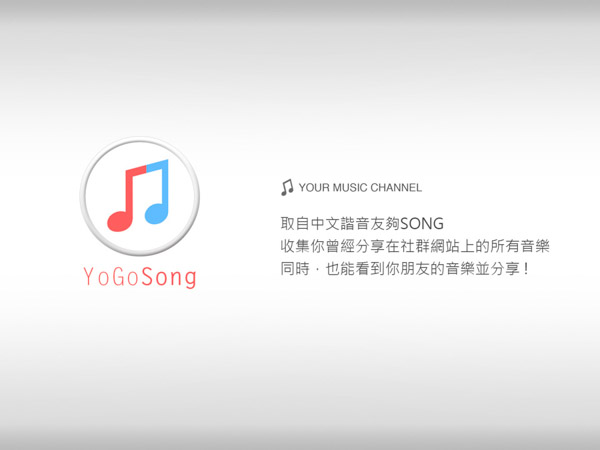 YOUR MUSIC CHANNEL
取自中文諧音友夠SONG
收集你曾經分享在社群網站上的所有音樂
同時，也能看到你朋友的音樂並分享！
YoGoSong